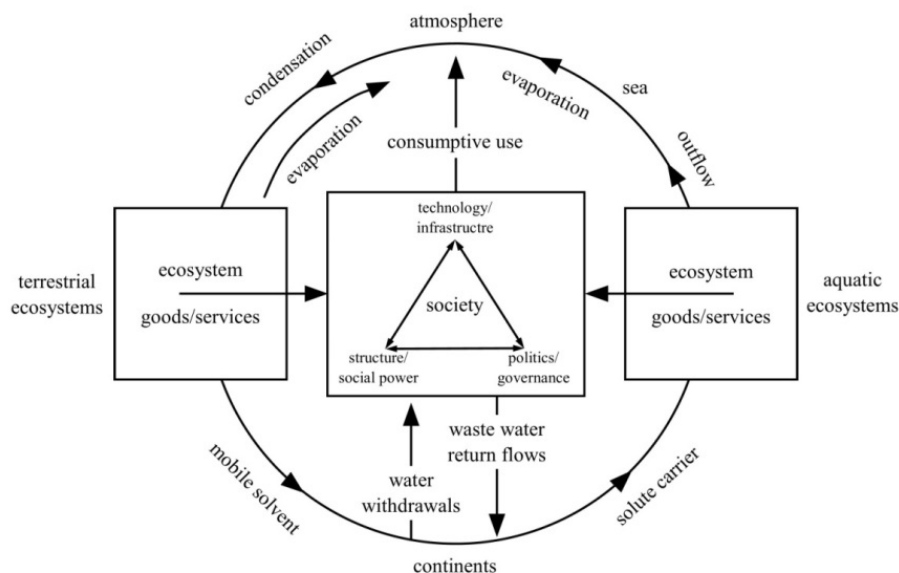 atmosphere
condensation
evaporation
evaporation
sea
outflow
consumptive use
technology/
infrastructre
society
structure/
social power
politics/
governance
terrestrial
ecosystems
ecosystem
goods/services
ecosystem
goods/services
aquatic
ecosystems
mobile solvent
water
withdrawals
waste water
return flows
solute carrier
continents